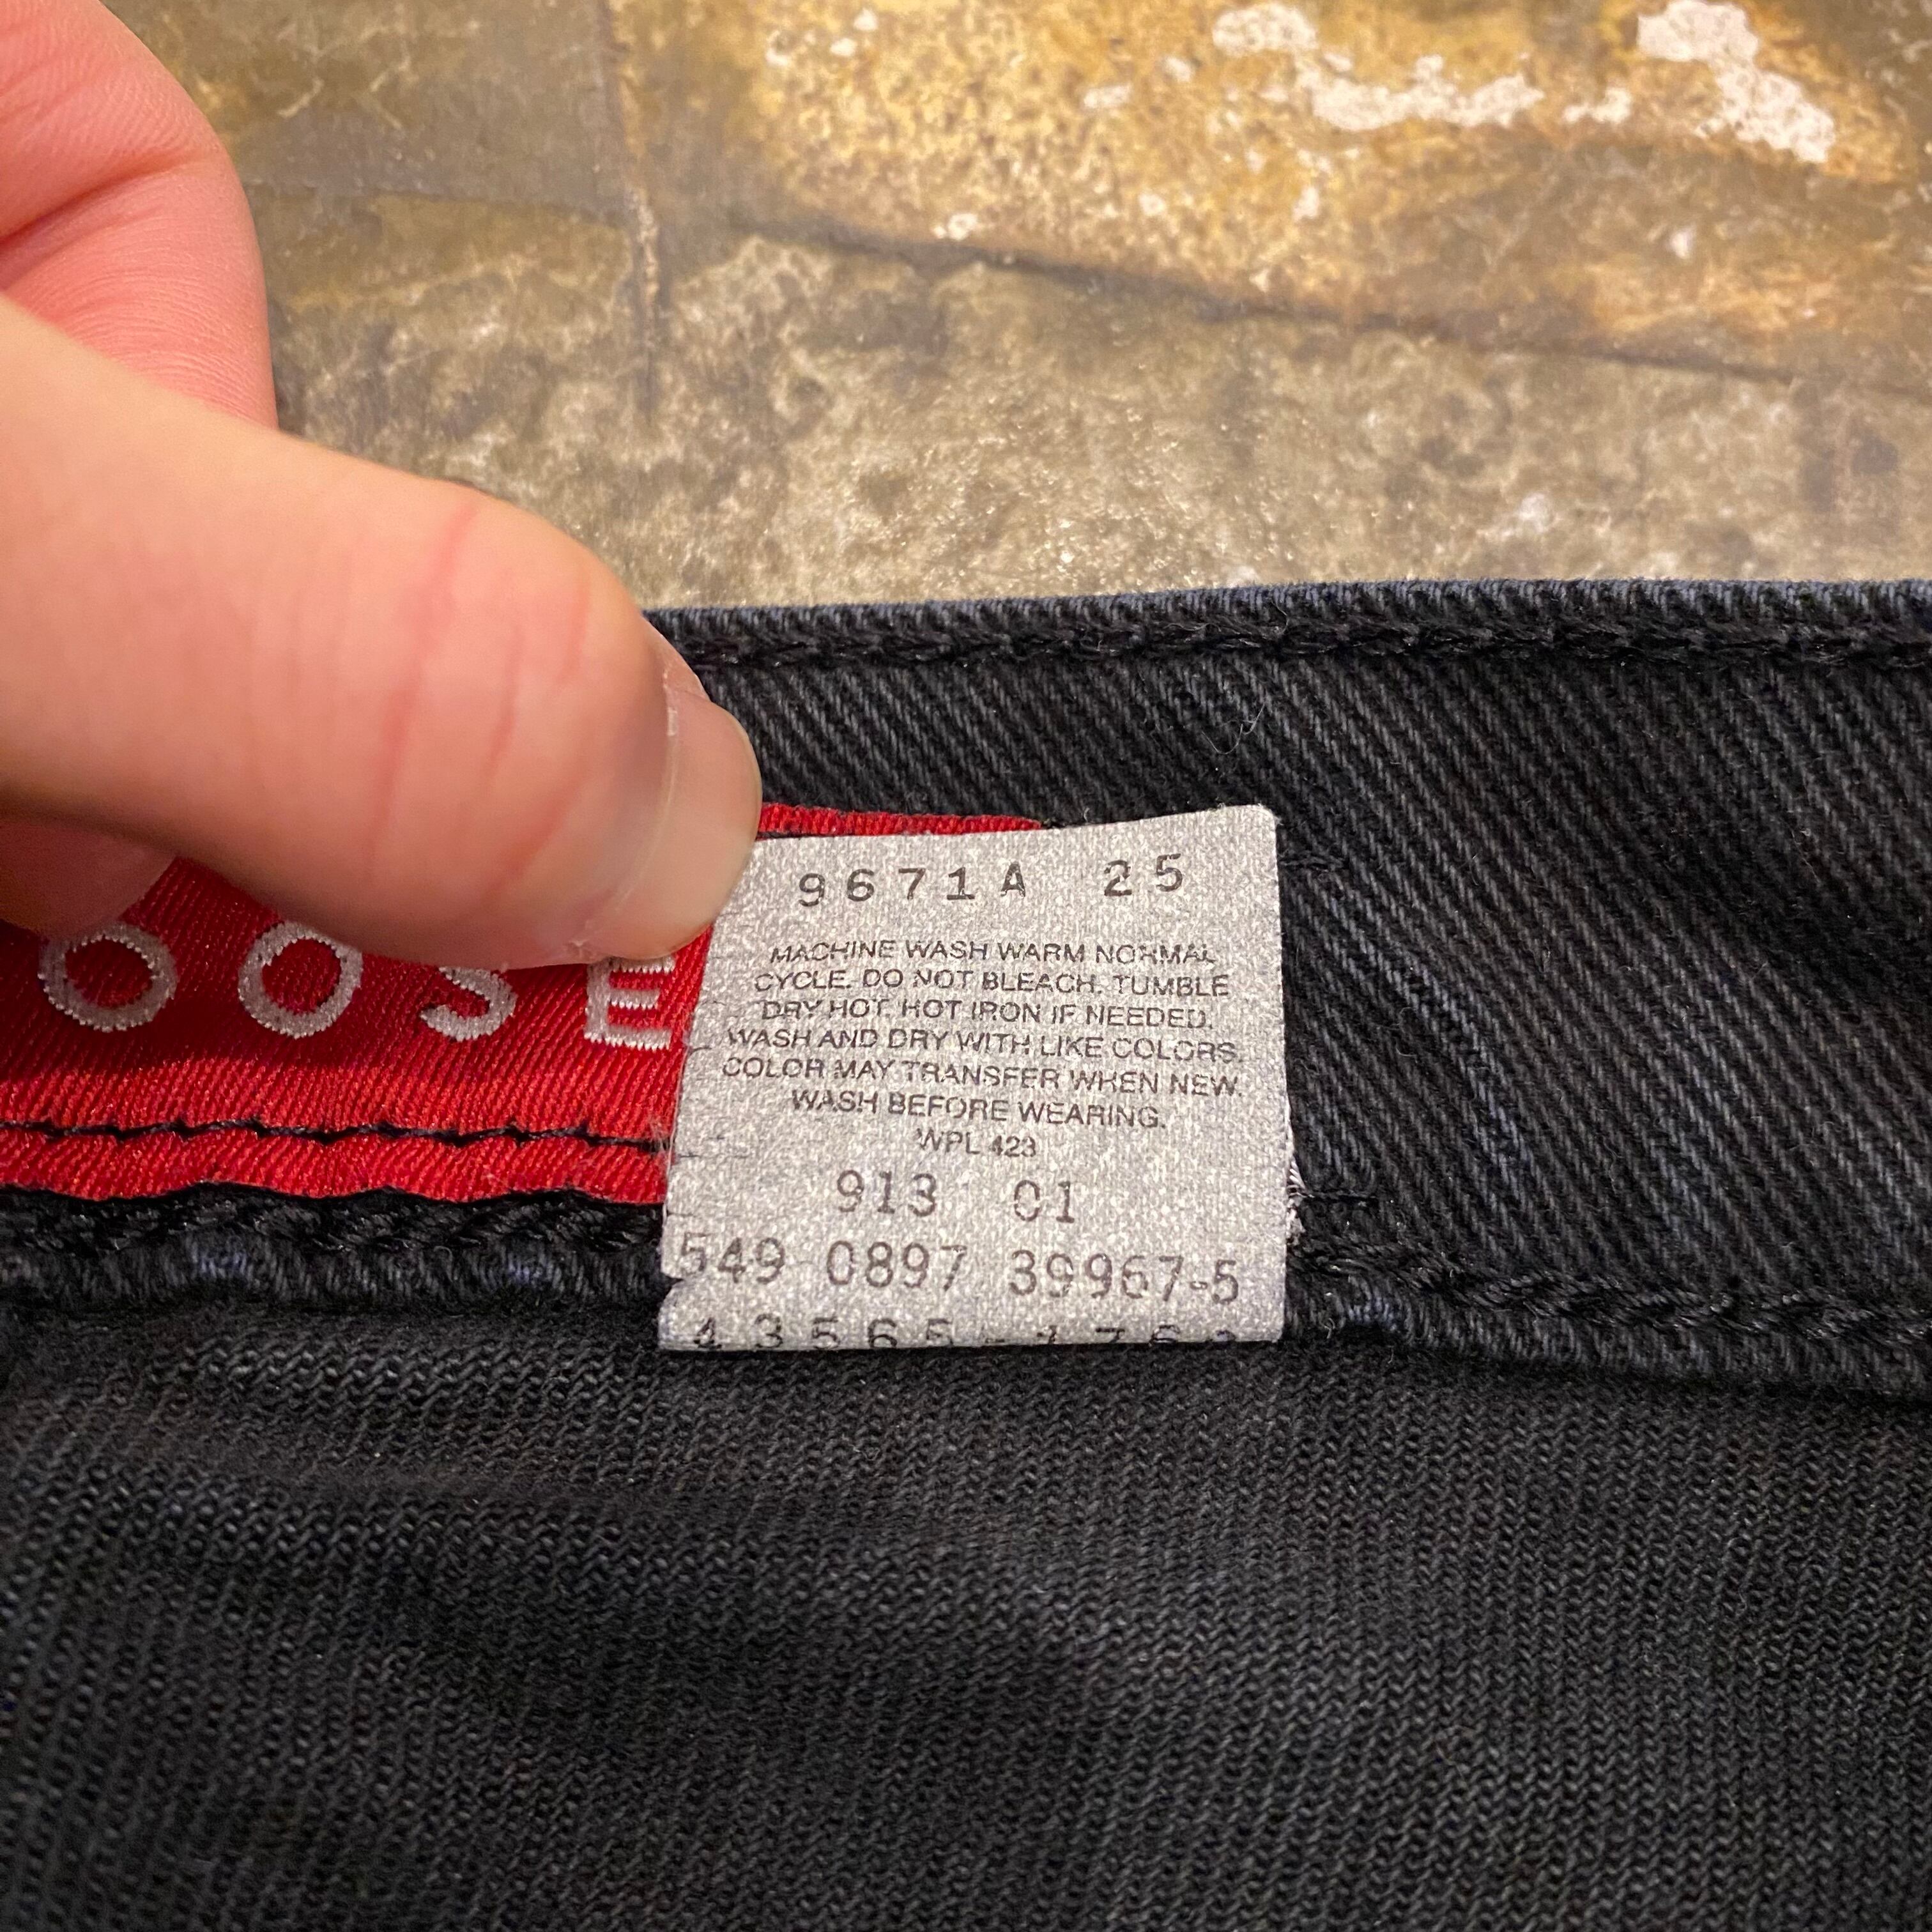 9671A 25
MACHINE WASH WARM NORMAL
CYCLE. DO NOT BLEACH. TUMBLE
DRY HOT. HOT IRON IF NEEDED.
WASH AND DRY WITH LIKE COLORS.
COLOR MAY TRANSFER WHEN NEW.
WASH BEFORE WEARING.
WPL 423
913 01
549 0897 39967-5
OOSE